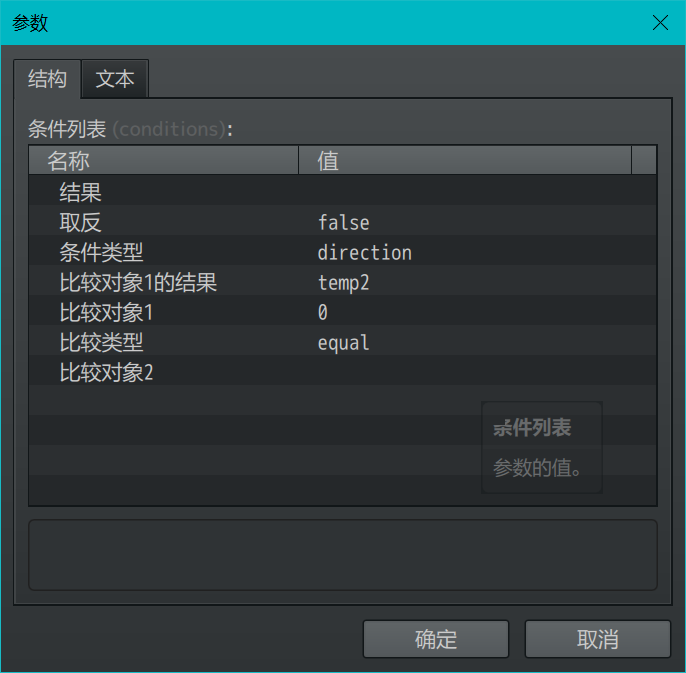 参数
结构 文本
条件列表 (conditions):
名称 值
结果
取反 false
条件类型 direction
比较对象1的结果 temp2
比较对象1 0
比较类型 equal
比较对象2
条件列表
参数的值。
确定 取消